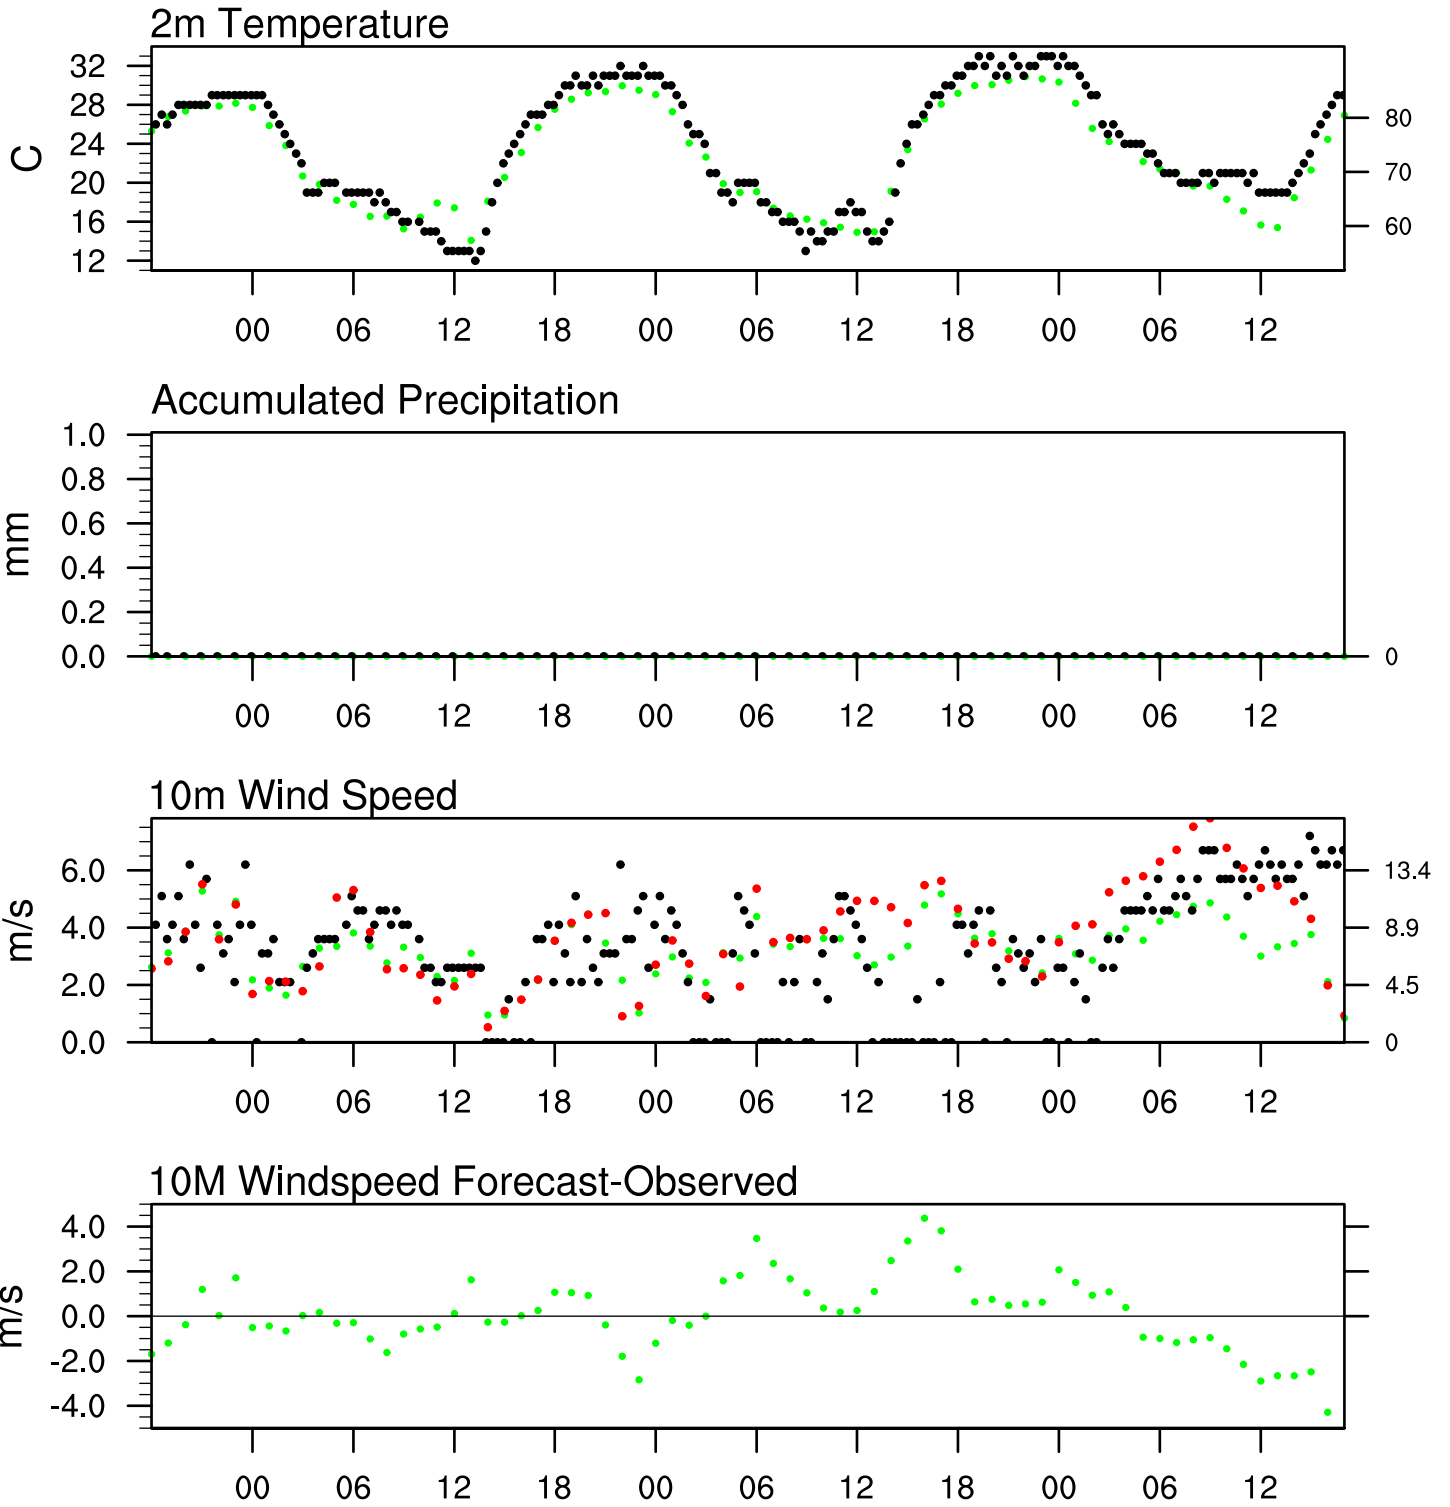 2m Temperature
C
32
28
24
20
16
12
80
70
60
00 06 12 18 00 06 12 18 00 06 12
Accumulated Precipitation
mm
1.0
0.8
0.6
0.4
0.2
0.0
0
00 06 12 18 00 06 12 18 00 06 12
10m Wind Speed
m/s
6.0
4.0
2.0
0.0
13.4
8.9
4.5
0
00 06 12 18 00 06 12 18 00 06 12
10M Windspeed Forecast-Observed
m/s
4.0
2.0
0.0
-2.0
-4.0
00 06 12 18 00 06 12 18 00 06 12